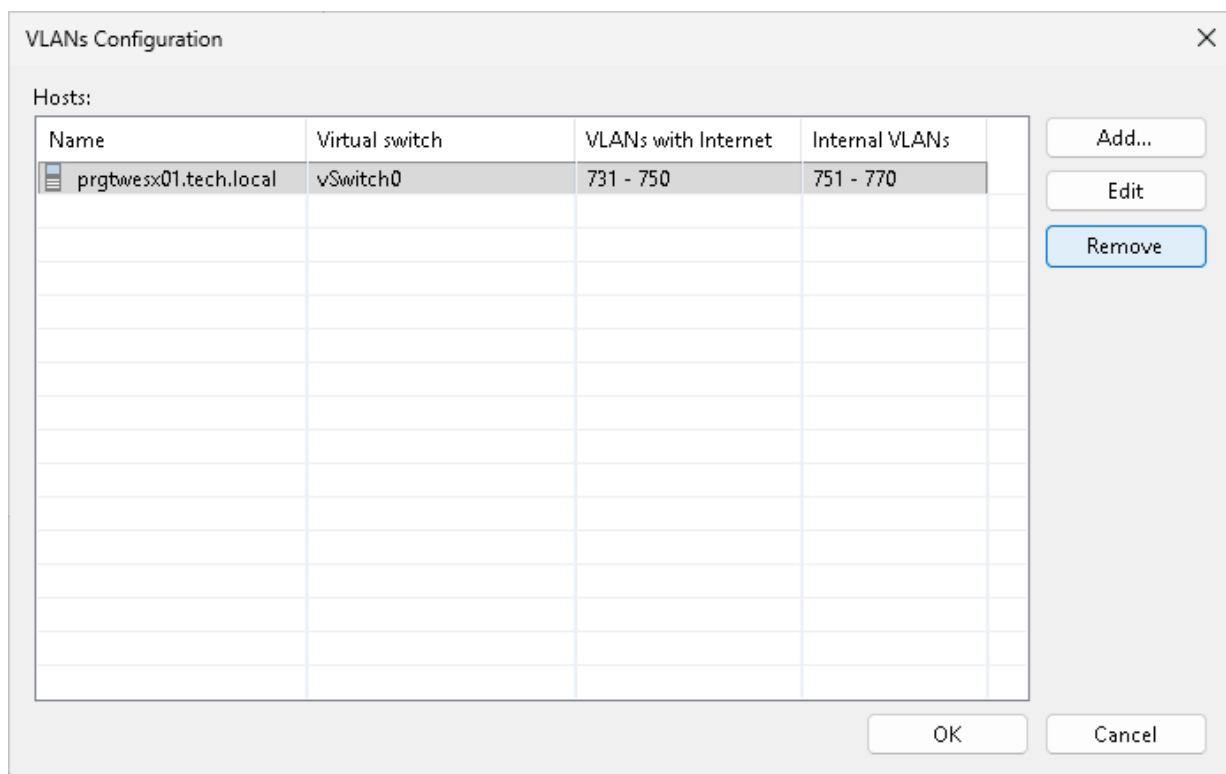 VLANs Configuration
Hosts:
Name Virtual switch VLANs with Internet Internal VLANs
prgtwesx01.tech.local vSwitch0 731 - 750 751 - 770
Add...
Edit
Remove
OK Cancel